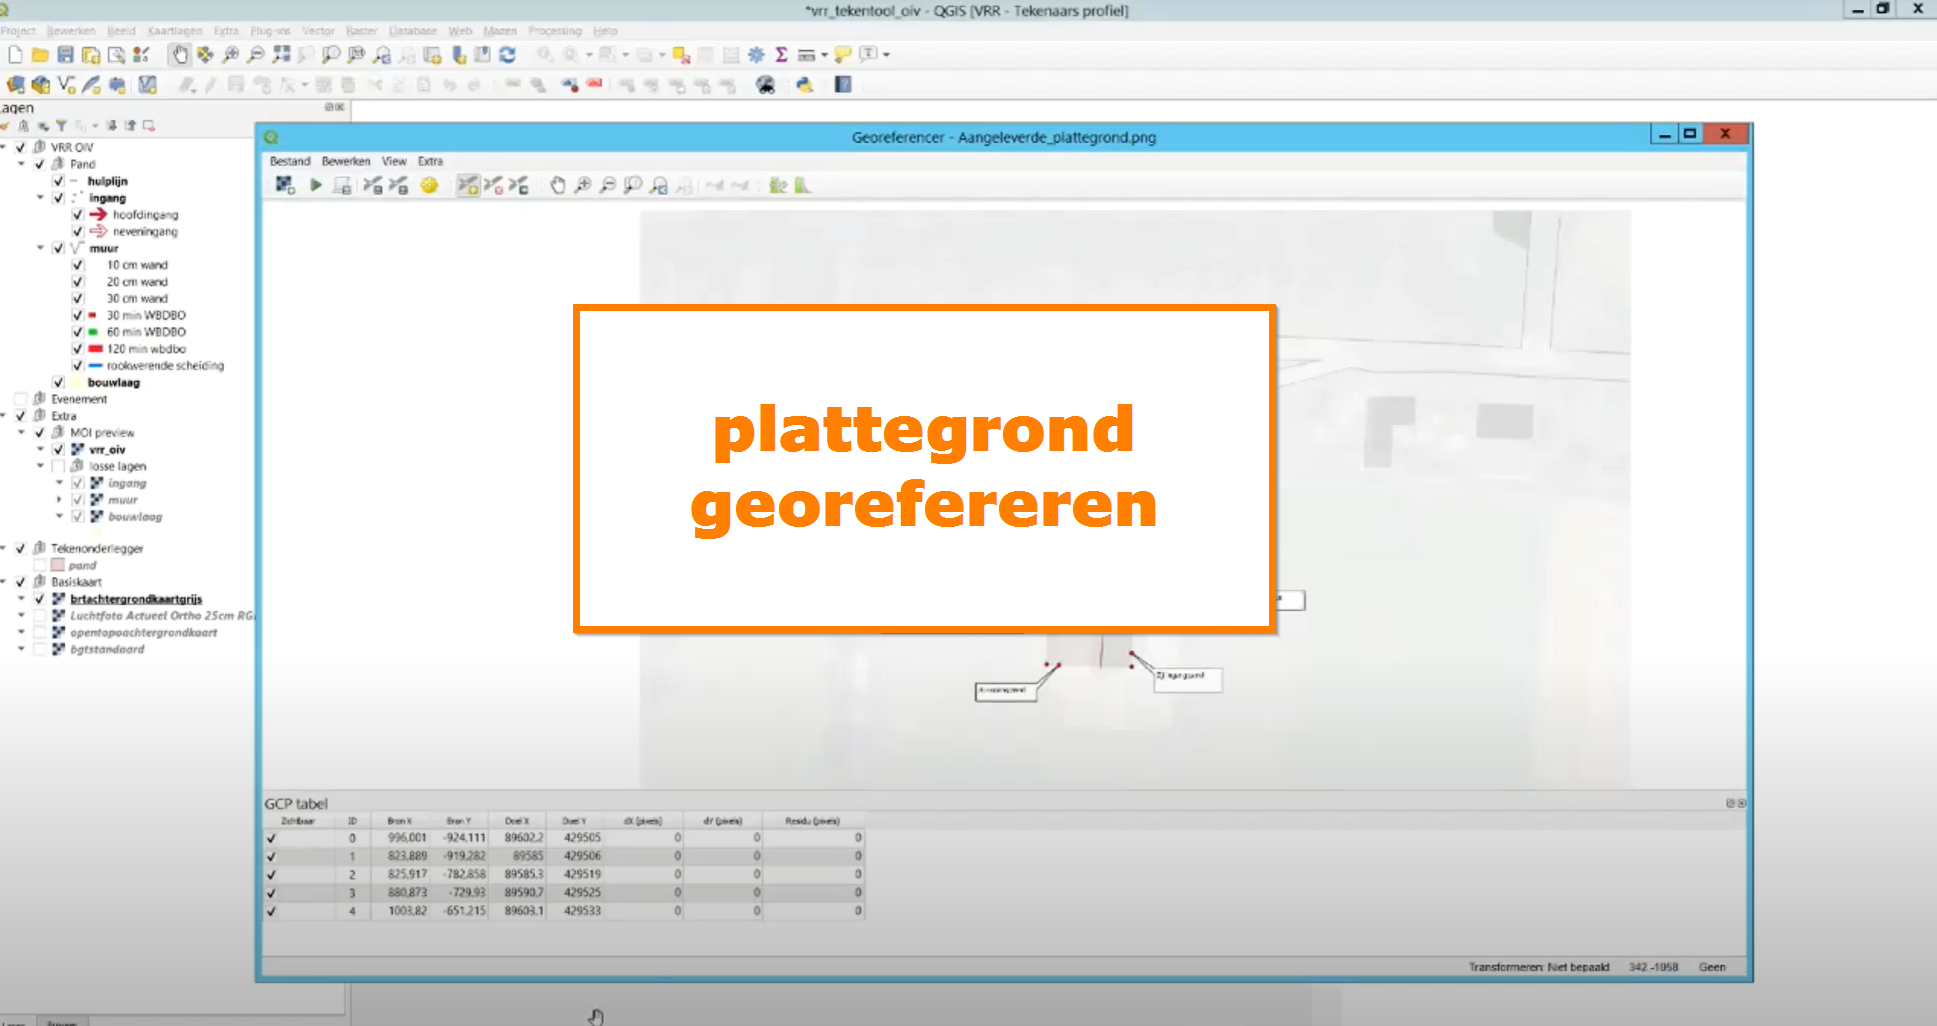 *vrr_tekentool_oiv - QGIS [VRR - Tekenaars profiel]
Project Bewerken Beeld Kaartlagen Extra Plug-ins Vector Raster Database Web Mazen Processing Help
Lagen
VRR OIV
Pand
hulplijn
ingang
hoofdingang
neveningang
muur
10 cm wand
20 cm wand
30 cm wand
30 min WBDBO
60 min WBDBO
120 min wbdbo
rookwerende scheiding
bouwlaag
Evenement
Extra
MOI preview
vrr_oiv
losse lagen
ingang
muur
bouwlaag
Tekenonderlegger
pand
Basiskaart
brtachtergrondkaartgrijs
Luchtfoto Actueel Ortho 25cm RG
opentopoachtergrondkaart
bgtstandaard
Georeferencer - Aangeleverde_plattegrond.png
Bestand Bewerken View Extra
plattegrond
georefereren
GCP tabel
Zichtbaar ID Bron X Bron Y Doel X Doel Y dX (pixels) dY (pixels) Residu (pixels)
0 996,001 -924,111 89602,2 429505 0 0 0
1 823,889 -919,282 89585 429506 0 0 0
2 825,917 -782,858 89585,3 429519 0 0 0
3 880,873 -729,93 89590,7 429525 0 0 0
4 1003,82 -651,215 89603,1 429533 0 0 0
Transformeren: Niet bepaald 342,-1058 Geen